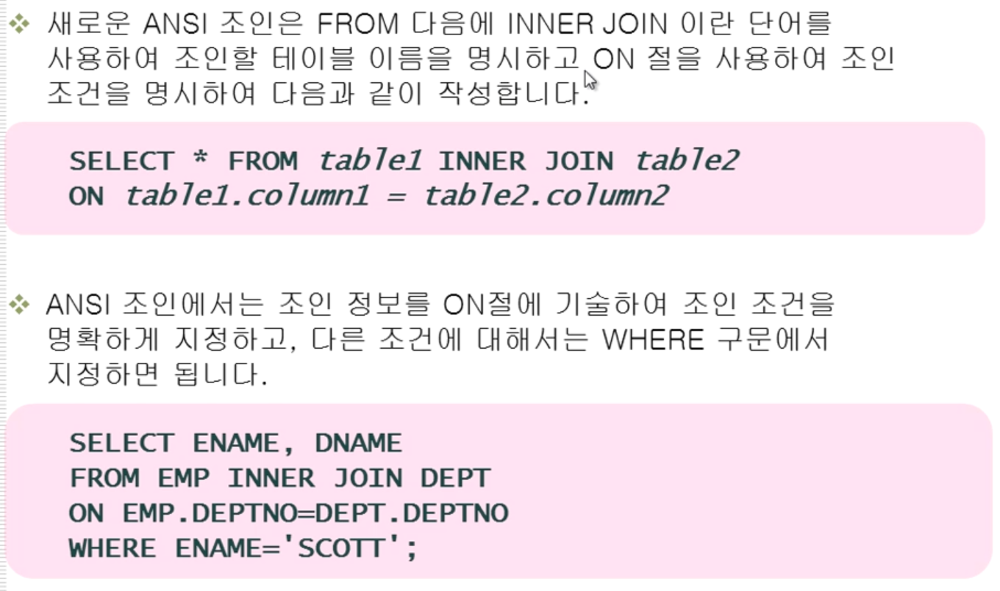 새로운 ANSI 조인은 FROM 다음에 INNER JOIN 이란 단어를
사용하여 조인할 테이블 이름을 명시하고 ON 절을 사용하여 조인
조건을 명시하여 다음과 같이 작성합니다.
SELECT * FROM table1 INNER JOIN table2
ON table1.column1 = table2.column2
ANSI 조인에서는 조인 정보를 ON절에 기술하여 조인 조건을
명확하게 지정하고, 다른 조건에 대해서는 WHERE 구문에서
지정하면 됩니다.
SELECT ENAME, DNAME
FROM EMP INNER JOIN DEPT
ON EMP.DEPTNO=DEPT.DEPTNO
WHERE ENAME='SCOTT';